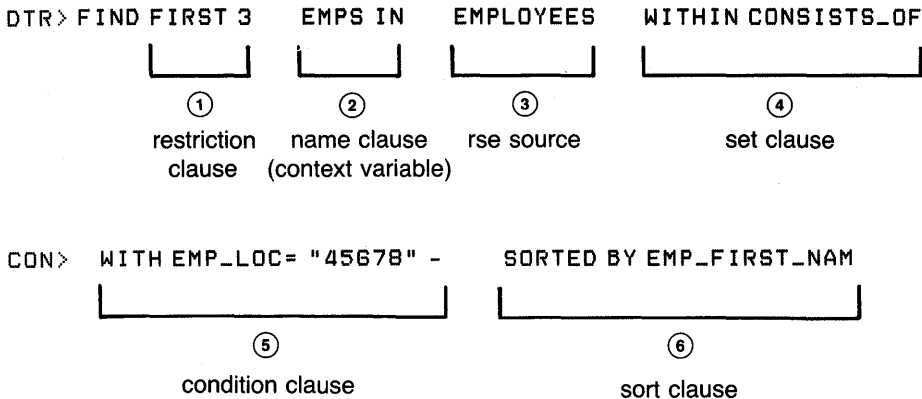 DTR> FIND FIRST 3 EMPS IN EMPLOYEES WITHIN CONSISTS_OF
① ② ③ ④
restriction name clause rse source set clause
clause (context variable)
CON> WITH EMP_LOC= "45678" - SORTED BY EMP_FIRST_NAM
⑤ ⑥
condition clause sort clause